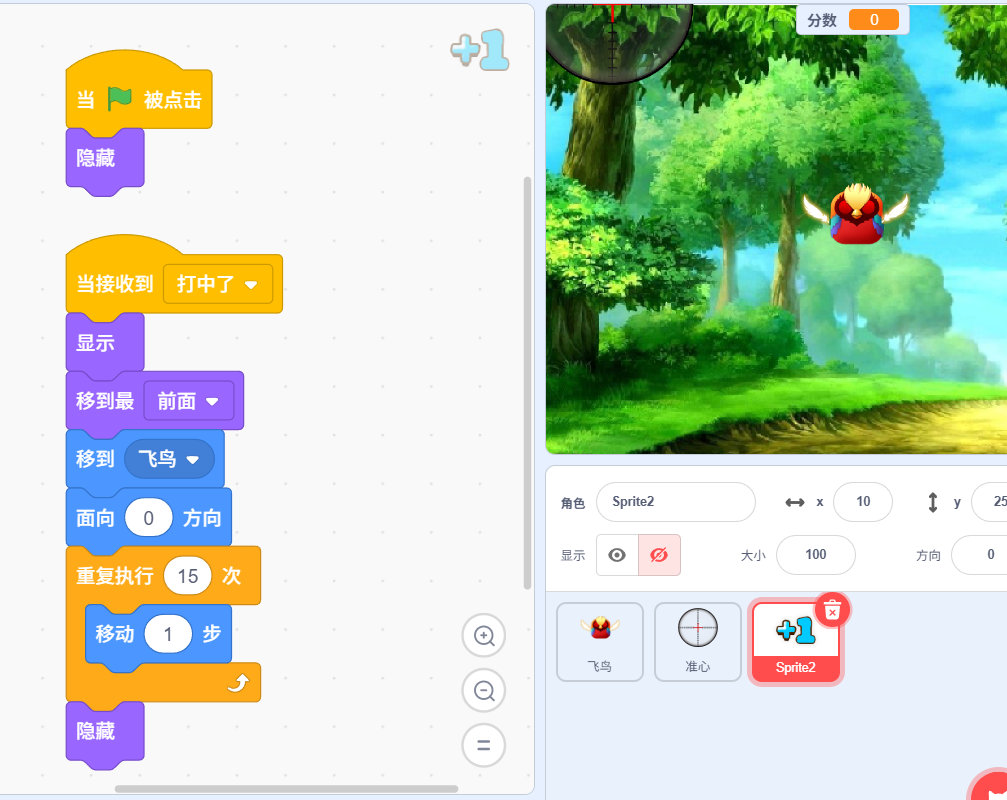 当 被点击
隐藏
当接收到 打中了
显示
移到最 前面
移到 飞鸟
面向 0 方向
重复执行 15 次
移动 1 步
隐藏
+1
分数 0
角色 Sprite2 x 10 y 25
显示 大小 100 方向 0
+1
飞鸟 准心 Sprite2